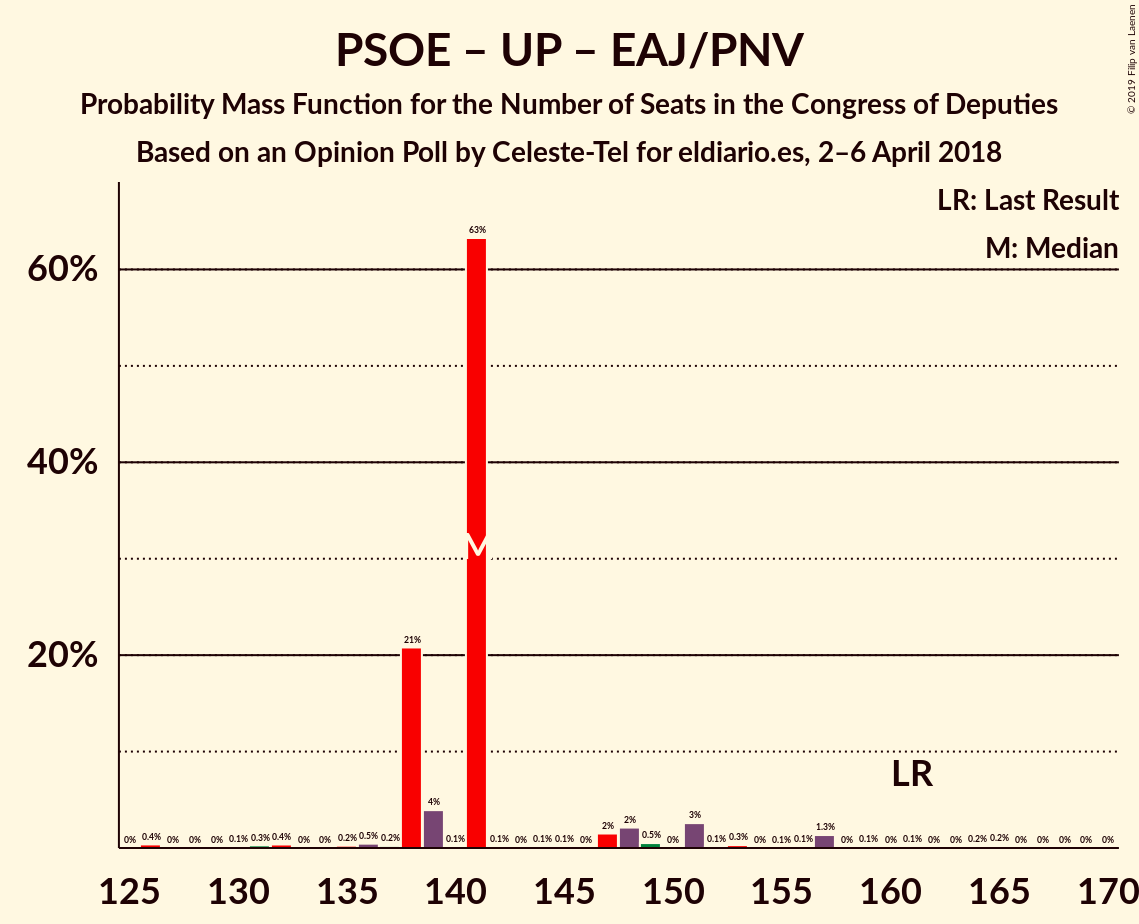 PSOE – UP – EAJ/PNV
Probability Mass Function for the Number of Seats in the Congress of Deputies
Based on an Opinion Poll by Celeste-Tel for eldiario.es, 2–6 April 2018
© 2019 Filip van Laenen
LR: Last Result
M: Median
60%
40%
20%
63%
M
21%
LR
0% 0.4% 0% 0% 0% 0.1% 0.3% 0.4% 0% 0% 0.2% 0.5% 0.2% 4% 0.1% 0.1% 0% 0.1% 0.1% 0% 2% 2% 0.5% 0% 3% 0.1% 0.3% 0% 0.1% 0.1% 1.3% 0% 0.1% 0% 0.1% 0% 0% 0.2% 0.2% 0% 0% 0% 0% 0%
125 130 135 140 145 150 155 160 165 170